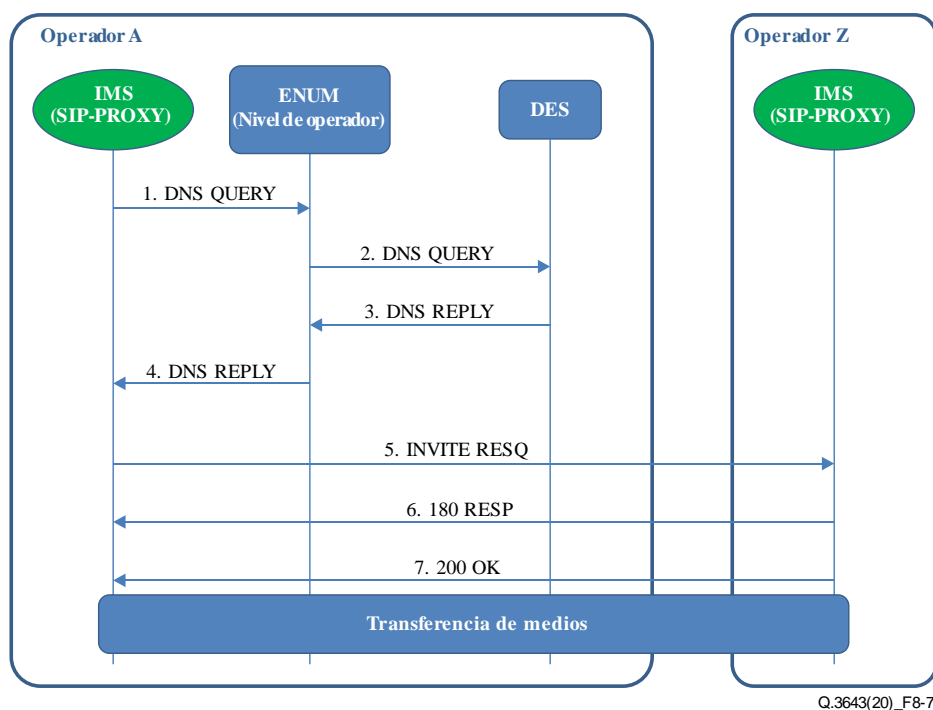 Operador A
Operador Z
IMS
(SIP-PROXY)
ENUM
(Nivel de operador)
DES
IMS
(SIP-PROXY)
1. DNS QUERY
2. DNS QUERY
3. DNS REPLY
4. DNS REPLY
5. INVITE RESQ
6. 180 RESP
7. 200 OK
Transferencia de medios
Q.3643(20)_F8-7